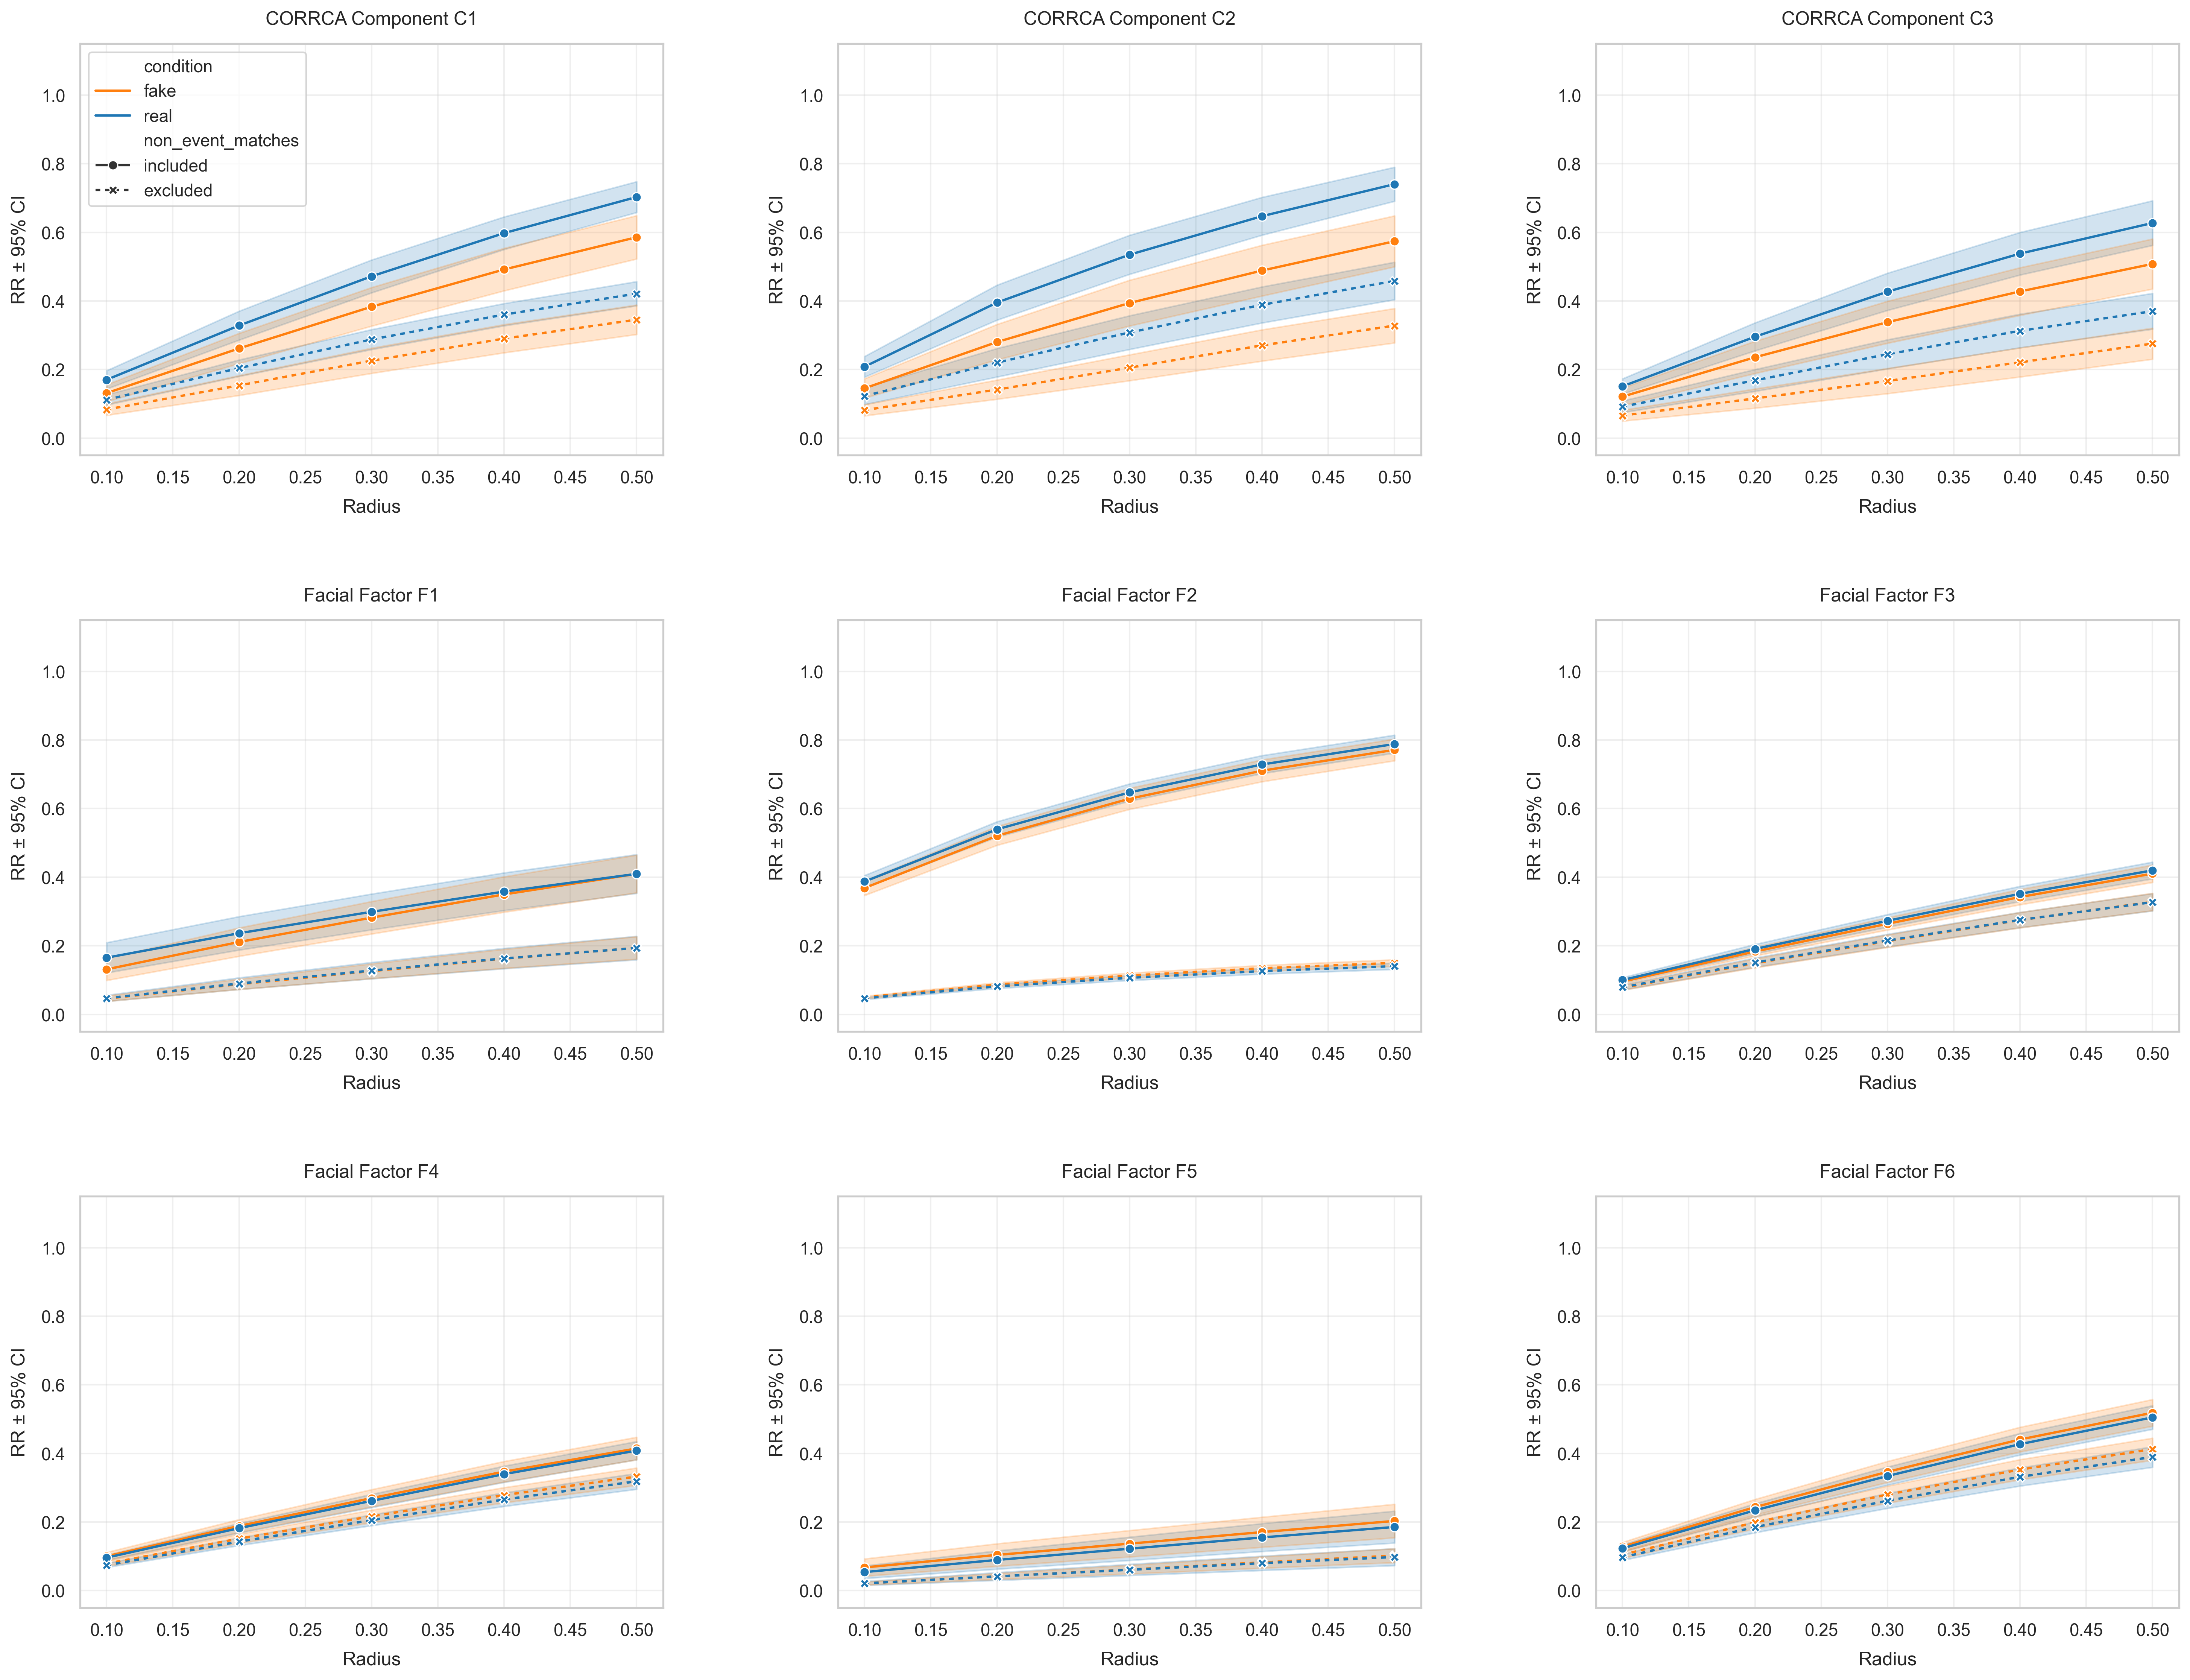 CORRCA Component C1
CORRCA Component C2
CORRCA Component C3
condition
fake
real
non_event_matches
included
excluded
RR ± 95% CI
1.0
0.8
0.6
0.4
0.2
0.0
0.10 0.15 0.20 0.25 0.30 0.35 0.40 0.45 0.50
Radius
RR ± 95% CI
1.0
0.8
0.6
0.4
0.2
0.0
0.10 0.15 0.20 0.25 0.30 0.35 0.40 0.45 0.50
Radius
RR ± 95% CI
1.0
0.8
0.6
0.4
0.2
0.0
0.10 0.15 0.20 0.25 0.30 0.35 0.40 0.45 0.50
Radius
Facial Factor F1
RR ± 95% CI
1.0
0.8
0.6
0.4
0.2
0.0
0.10 0.15 0.20 0.25 0.30 0.35 0.40 0.45 0.50
Radius
Facial Factor F2
RR ± 95% CI
1.0
0.8
0.6
0.4
0.2
0.0
0.10 0.15 0.20 0.25 0.30 0.35 0.40 0.45 0.50
Radius
Facial Factor F3
RR ± 95% CI
1.0
0.8
0.6
0.4
0.2
0.0
0.10 0.15 0.20 0.25 0.30 0.35 0.40 0.45 0.50
Radius
Facial Factor F4
RR ± 95% CI
1.0
0.8
0.6
0.4
0.2
0.0
0.10 0.15 0.20 0.25 0.30 0.35 0.40 0.45 0.50
Radius
Facial Factor F5
RR ± 95% CI
1.0
0.8
0.6
0.4
0.2
0.0
0.10 0.15 0.20 0.25 0.30 0.35 0.40 0.45 0.50
Radius
Facial Factor F6
RR ± 95% CI
1.0
0.8
0.6
0.4
0.2
0.0
0.10 0.15 0.20 0.25 0.30 0.35 0.40 0.45 0.50
Radius